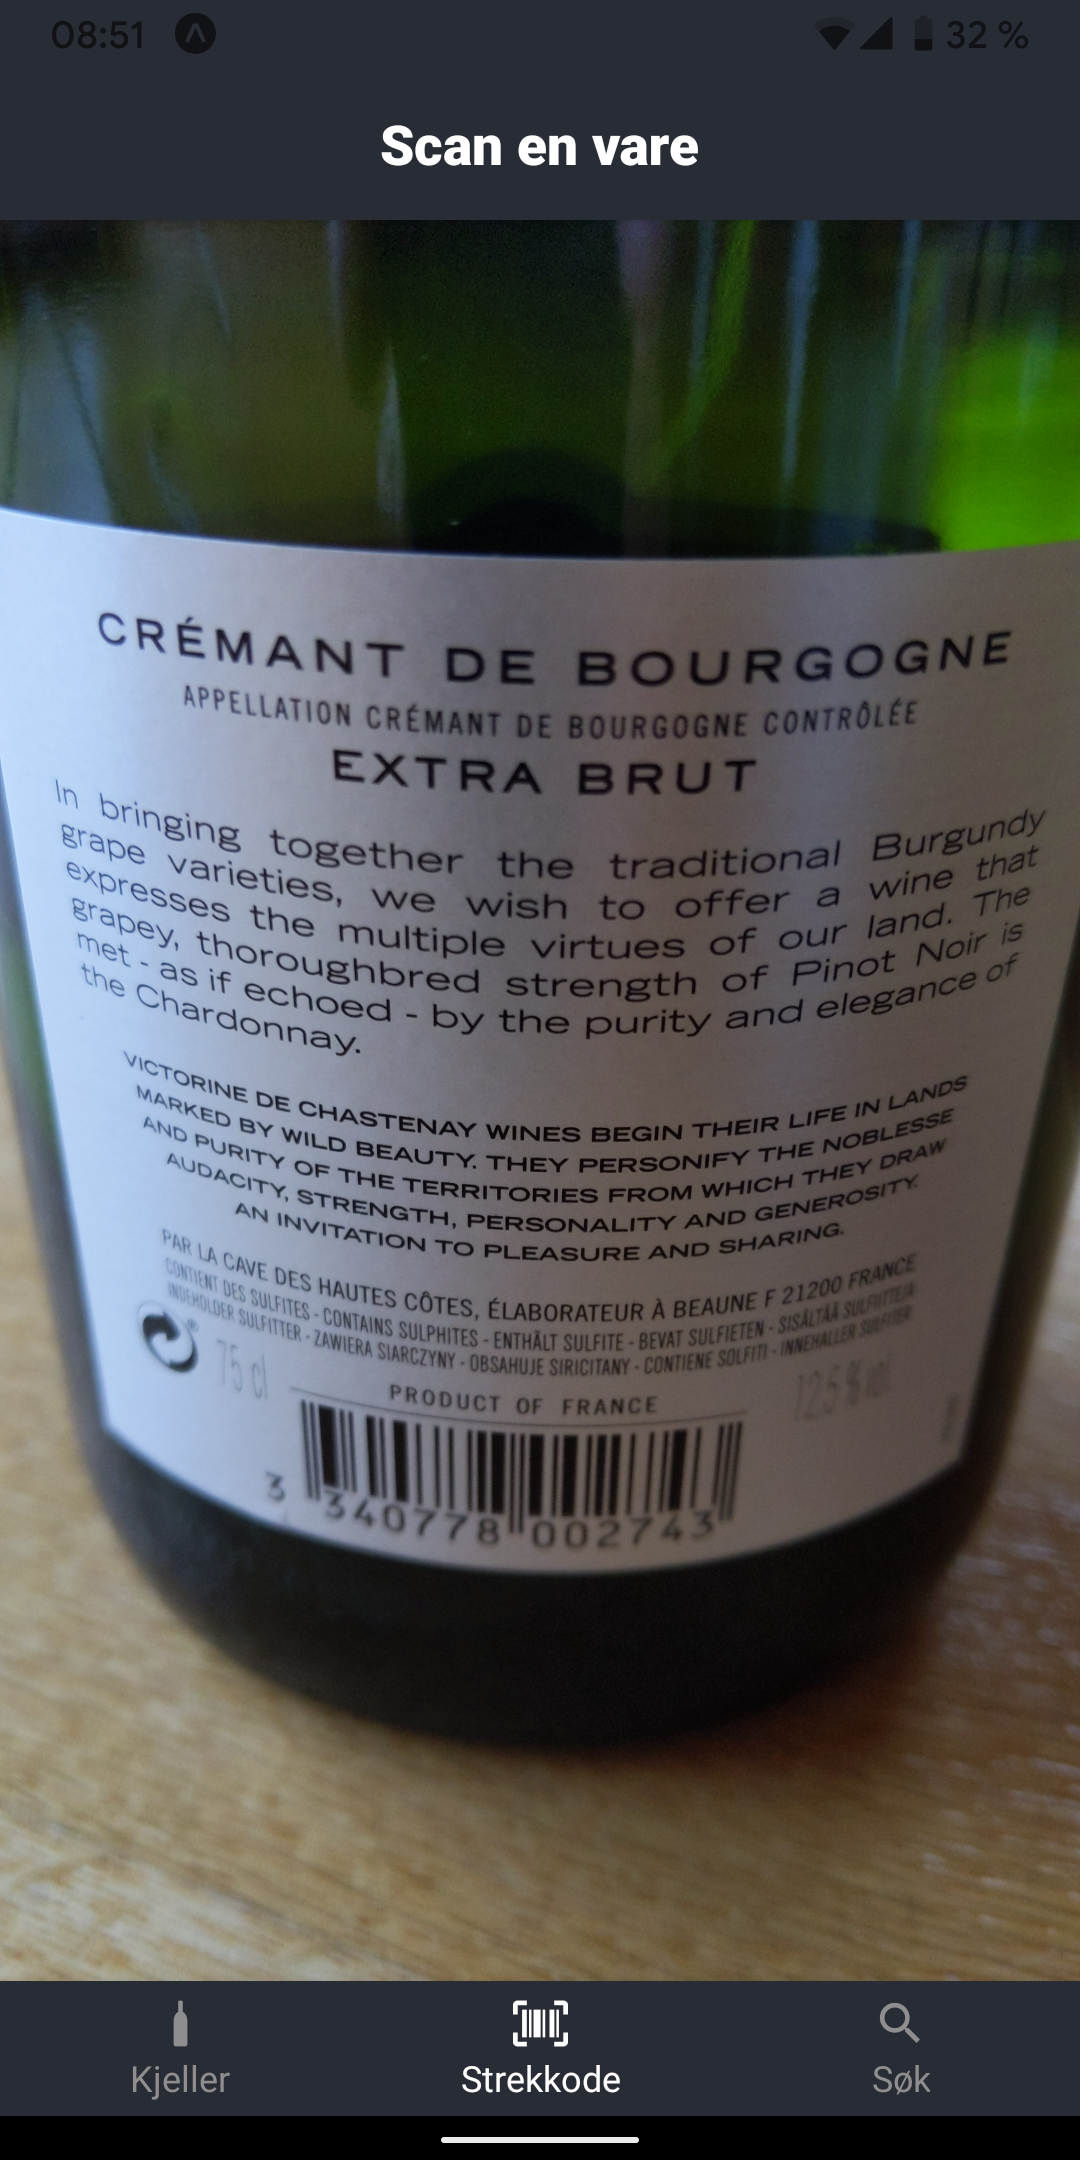 08:51
32 %
Scan en vare
CRÉMANT DE BOURGOGNE
APPELLATION CRÉMANT DE BOURGOGNE CONTRÔLÉE
EXTRA BRUT
In bringing together the traditional Burgundy
grape varieties, we wish to offer a wine that
expresses the multiple virtues of our land. The
grapey, thoroughbred strength of Pinot Noir is
met - as if echoed - by the purity and elegance of
the Chardonnay.
VICTORINE DE CHASTENAY WINES BEGIN THEIR LIFE IN LANDS
MARKED BY WILD BEAUTY. THEY PERSONIFY THE NOBLESSE
AND PURITY OF THE TERRITORIES FROM WHICH THEY DRAW
AUDACITY, STRENGTH, PERSONALITY AND GENEROSITY.
AN INVITATION TO PLEASURE AND SHARING.
PAR LA CAVE DES HAUTES CÔTES, ÉLABORATEUR À BEAUNE F 21200 FRANCE
CONTIENT DES SULFITES - CONTAINS SULPHITES - ENTHÄLT SULFITE - BEVAT SULFIETEN - SISÄLTÄÄ SULFIITTEJA
INDEHOLDER SULFITTER - ZAWIERA SIARCZYNY - OBSAHUJE SIRICITANY - CONTIENE SOLFITI - INNEHALLER SULFITER
75 cl
12.5 % vol.
PRODUCT OF FRANCE
3 340778 002743
Kjeller
Strekkode
Søk